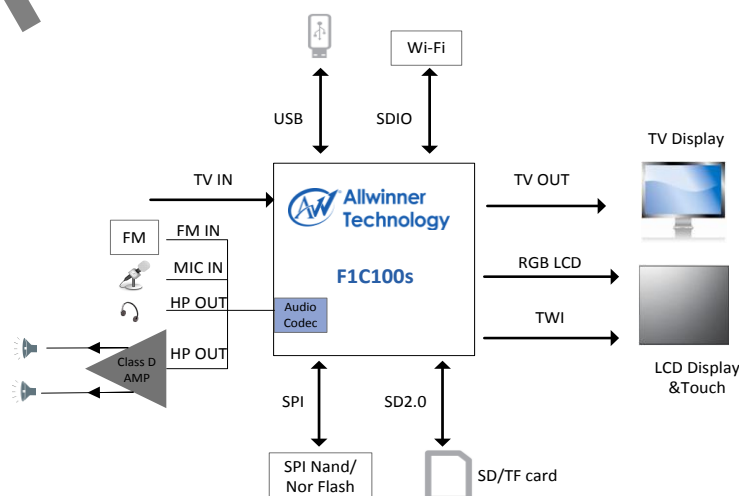 Wi-Fi
USB
SDIO
TV Display
TV IN
Allwinner
Technology
TV OUT
FM
FM IN
MIC IN
F1C100s
RGB LCD
HP OUT
Audio
Codec
TWI
Class D
AMP
HP OUT
LCD Display
&Touch
SPI
SD2.0
SPI Nand/
Nor Flash
SD/TF card